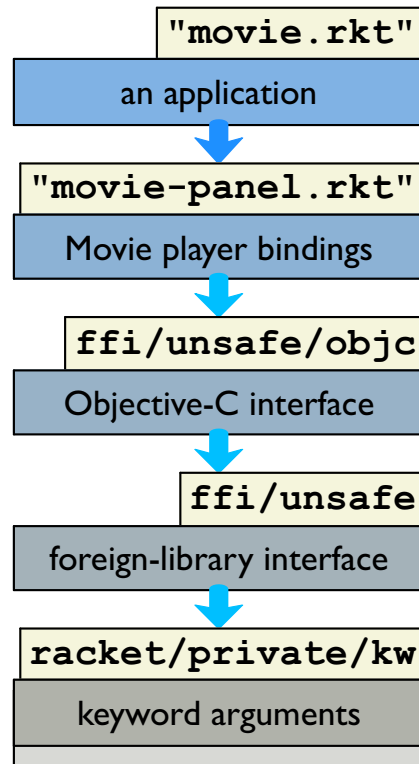 "movie.rkt"
an application
"movie-panel.rkt"
Movie player bindings
ffi/unsafe/objc
Objective-C interface
ffi/unsafe
foreign-library interface
racket/private/kw
keyword arguments